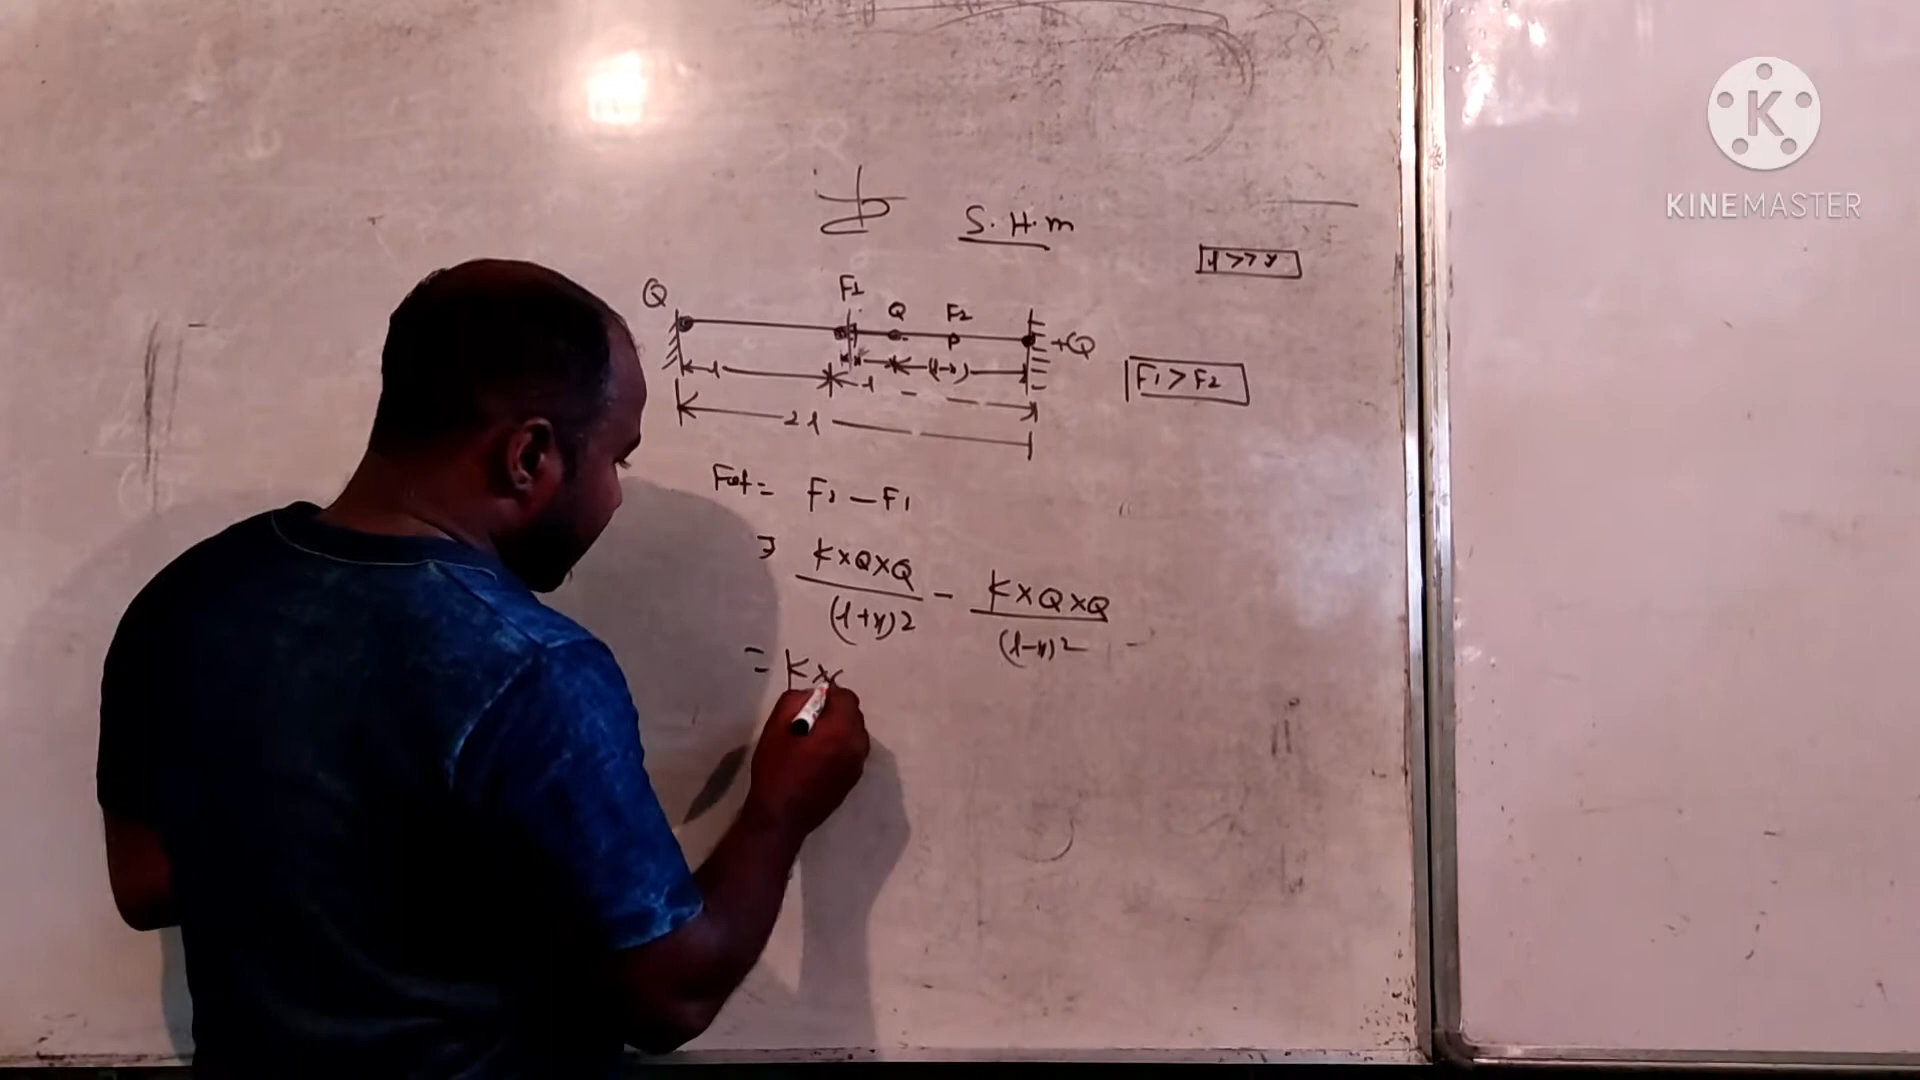 K
KINEMASTER
S.H.M
l >> x
Q F1 Q F2 +Q
P
l x (l-x)
l
F1 > F2
2l
Fnet = F2 — F1
K×Q×Q / (l+x)2 - K×Q×Q / (l-x)2
= K×